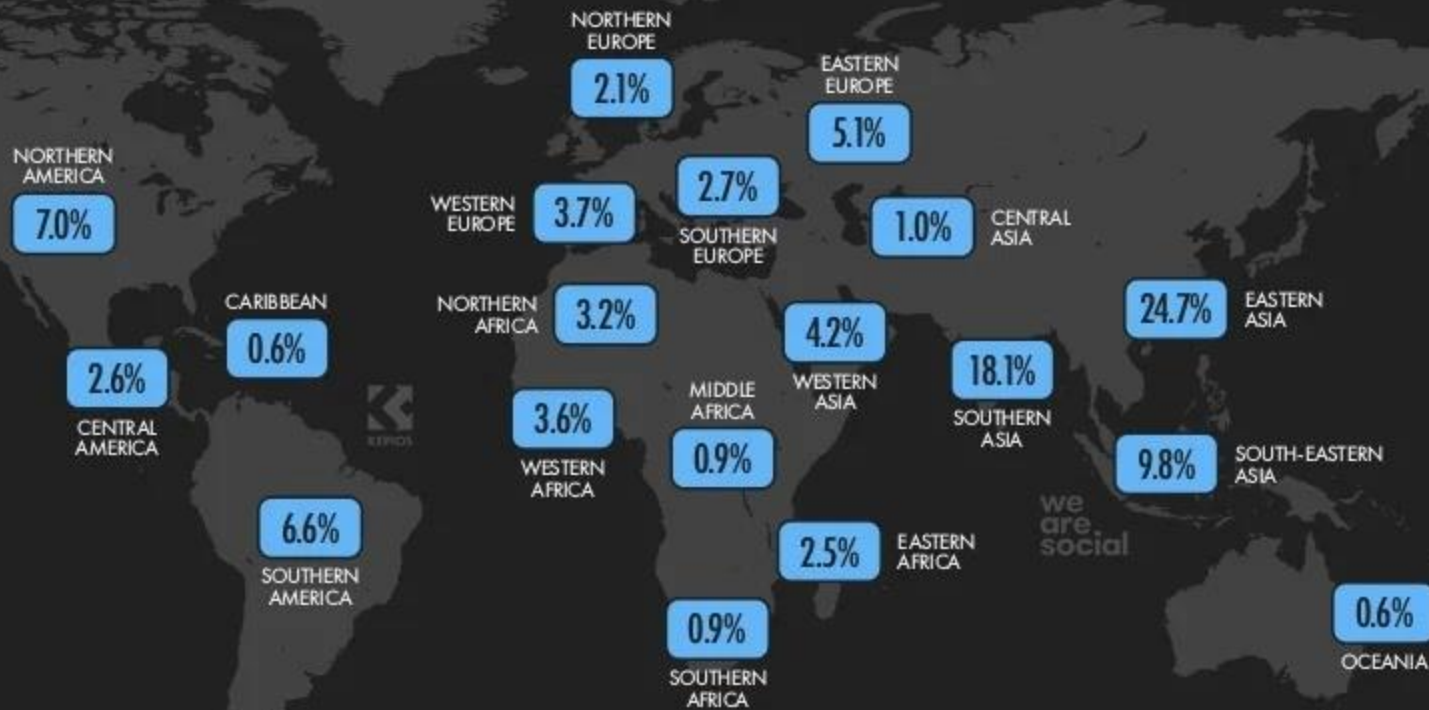 NORTHERN
EUROPE
2.1%
EASTERN
EUROPE
5.1%
NORTHERN
AMERICA
7.0%
WESTERN
EUROPE
3.7%
2.7%
SOUTHERN
EUROPE
1.0%
CENTRAL
ASIA
CARIBBEAN
0.6%
NORTHERN
AFRICA
3.2%
4.2%
WESTERN
ASIA
24.7%
EASTERN
ASIA
2.6%
CENTRAL
AMERICA
KEPIOS
3.6%
WESTERN
AFRICA
MIDDLE
AFRICA
0.9%
18.1%
SOUTHERN
ASIA
9.8%
SOUTH-EASTERN
ASIA
we
are
social
6.6%
SOUTHERN
AMERICA
2.5%
EASTERN
AFRICA
0.9%
SOUTHERN
AFRICA
0.6%
OCEANIA